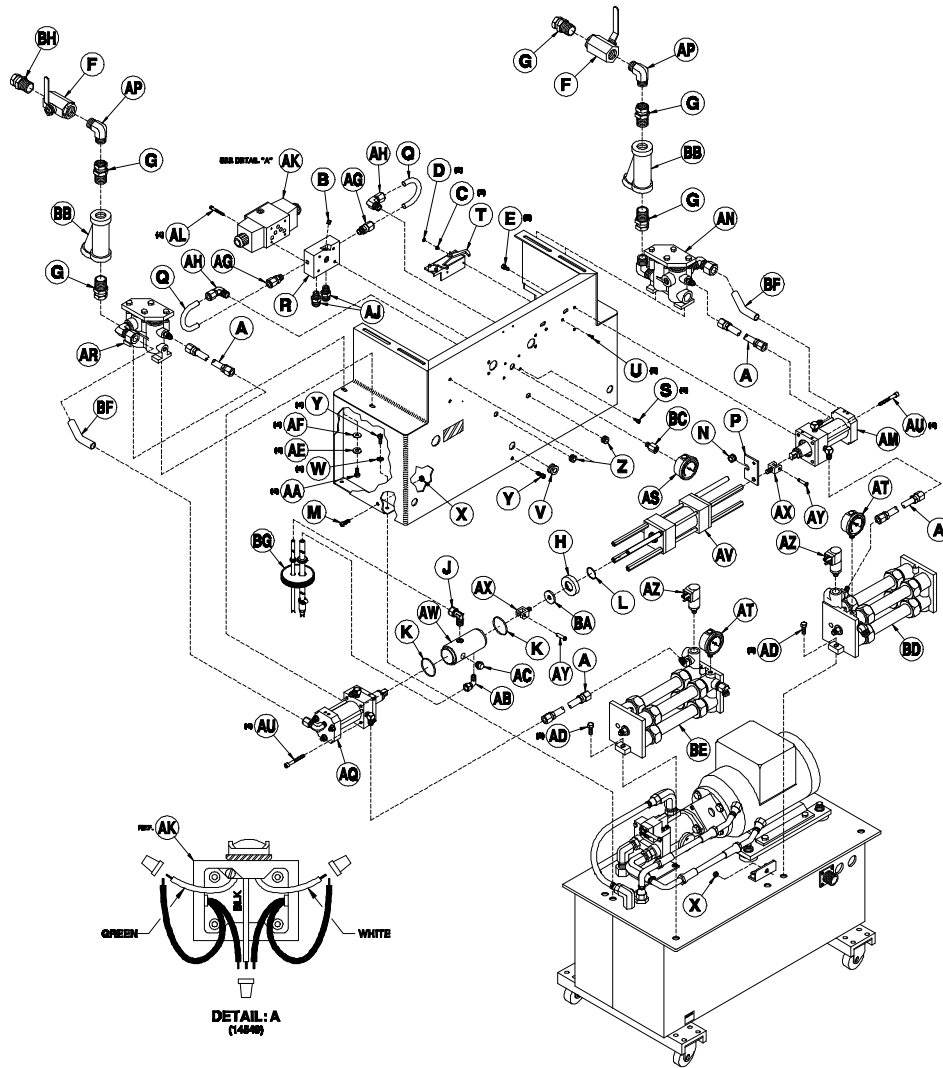 BH
F
AP
G
BB
G
AR
BF
Q
AH
AG
A
SEE DETAIL "A"
AK
(4) AL
B
R
AJ
AG
AH
Q
D
C
T
E
G
F
AP
G
BB
G
AN
BF
A
U
S
BC
AS
Z
N
P
AU
AM
AX
AY
AT
A
AZ
AV
Y
AF
AE
W
AA
M
X
Y
V
BG
J
AW
AX
H
L
BA
K
K
AC
AB
AY
A
AZ
AT
AD
BD
AD
BE
AU
AQ
X
REF. AK
BLK
GREEN
WHITE
DETAIL: A
(14549)